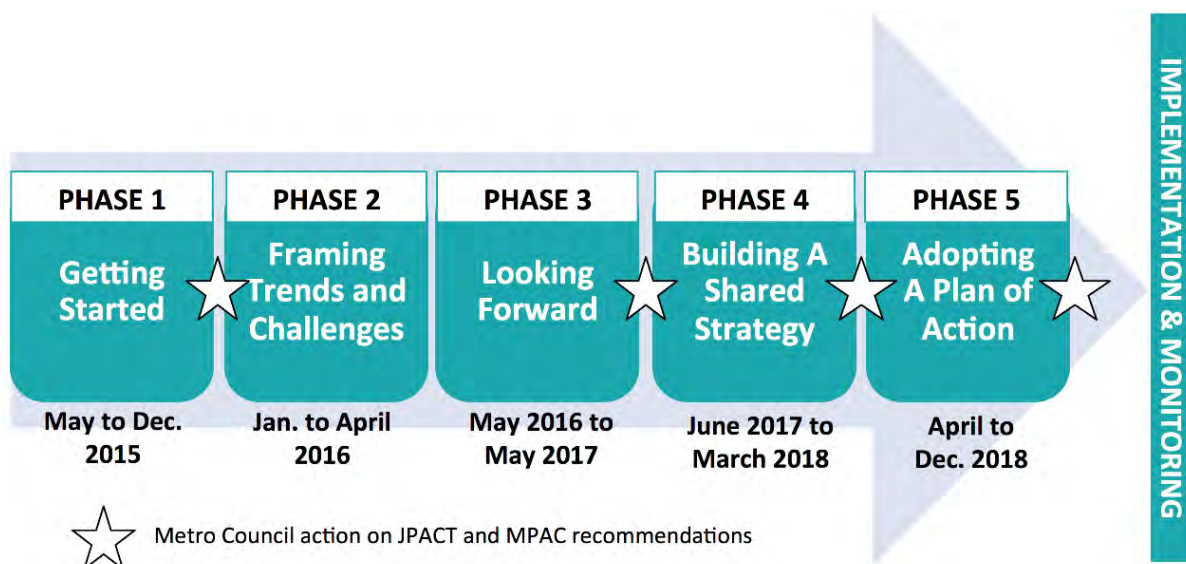 PHASE 1
Getting
Started
May to Dec.
2015
PHASE 2
Framing
Trends and
Challenges
Jan. to April
2016
PHASE 3
Looking
Forward
May 2016 to
May 2017
PHASE 4
Building A
Shared
Strategy
June 2017 to
March 2018
PHASE 5
Adopting
A Plan of
Action
April to
Dec. 2018
IMPLEMENTATION & MONITORING
Metro Council action on JPACT and MPAC recommendations